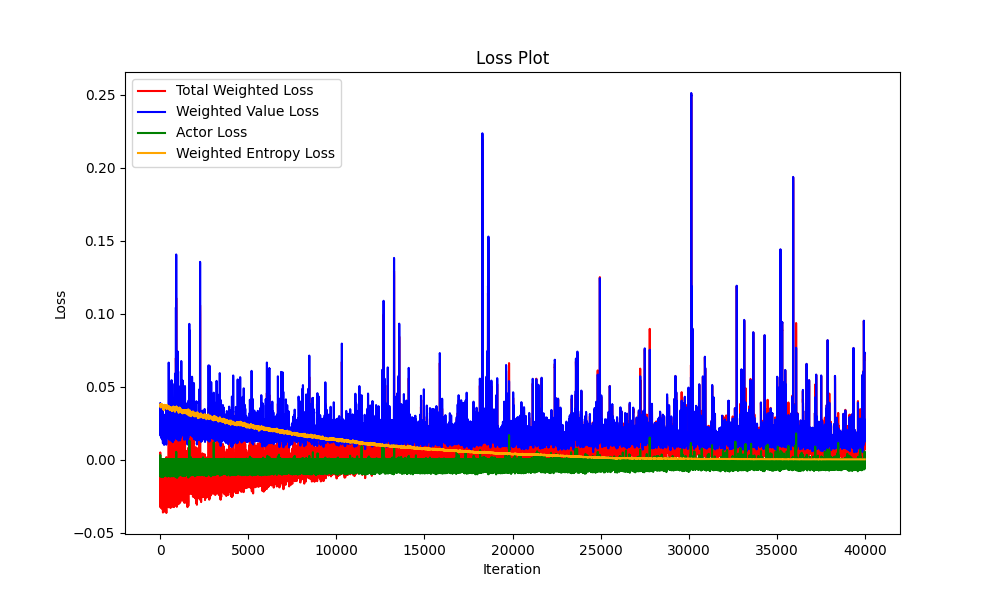 Loss Plot
Total Weighted Loss
Weighted Value Loss
Actor Loss
Weighted Entropy Loss
Loss
0.25
0.20
0.15
0.10
0.05
0.00
−0.05
0 5000 10000 15000 20000 25000 30000 35000 40000
Iteration